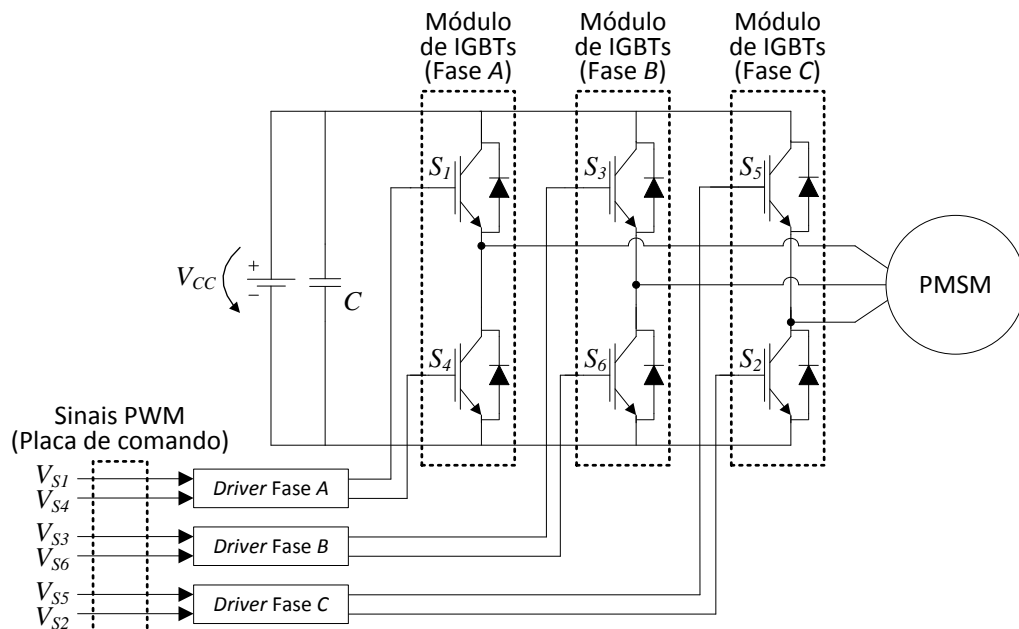 Módulo
de IGBTs
(Fase A)
Módulo
de IGBTs
(Fase B)
Módulo
de IGBTs
(Fase C)
S1
S3
S5
VCC
+
−
C
PMSM
S4
S6
S2
Sinais PWM
(Placa de comando)
VS1
VS4
Driver Fase A
VS3
VS6
Driver Fase B
VS5
VS2
Driver Fase C